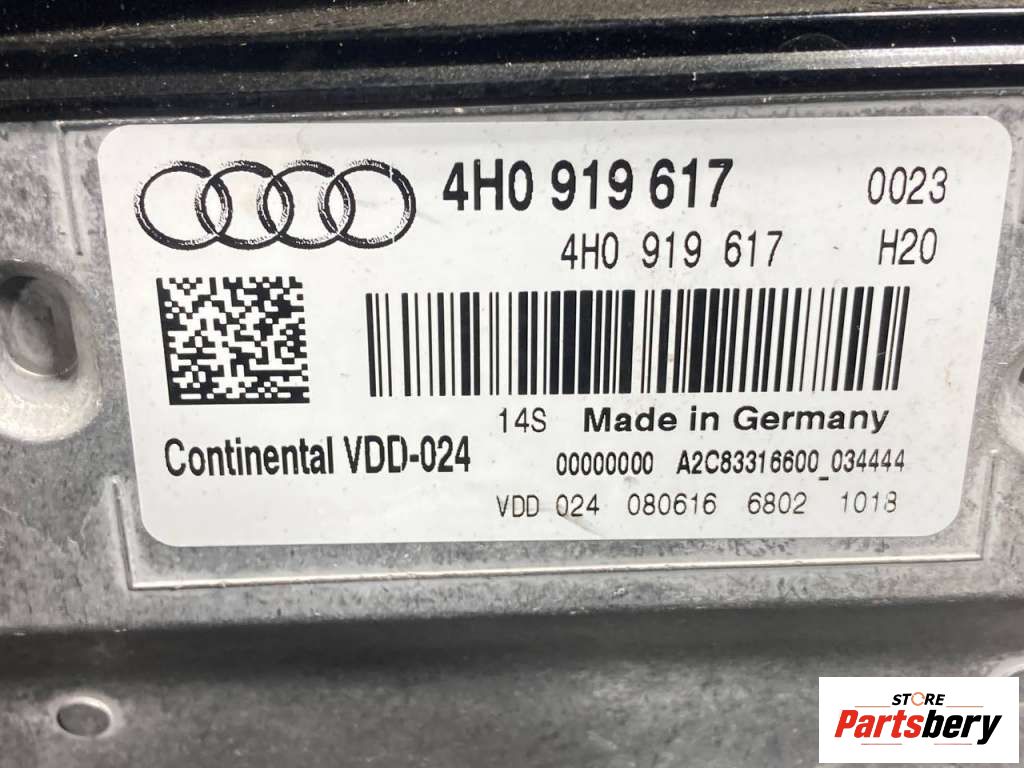 4H0 919 617 0023
4H0 919 617 H20
14S Made in Germany
Continental VDD-024
00000000 A2C83316600_034444
VDD 024 080616 6802 1018
STORE
Partsbery